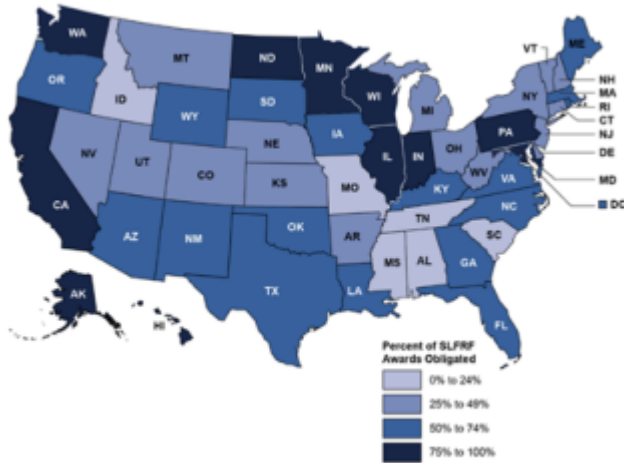 WA
MT
ND
MN
VT
ME
OR
ID
WY
SD
WI
MI
NY
NH
MA
RI
CT
NJ
DE
MD
DC
NV
UT
CO
NE
KS
IA
MO
IL
IN
OH
PA
WV
VA
KY
NC
TN
SC
CA
AZ
NM
OK
AR
MS
AL
GA
TX
LA
FL
AK
HI
Percent of SLFRF
Awards Obligated
0% to 24%
25% to 49%
50% to 74%
75% to 100%